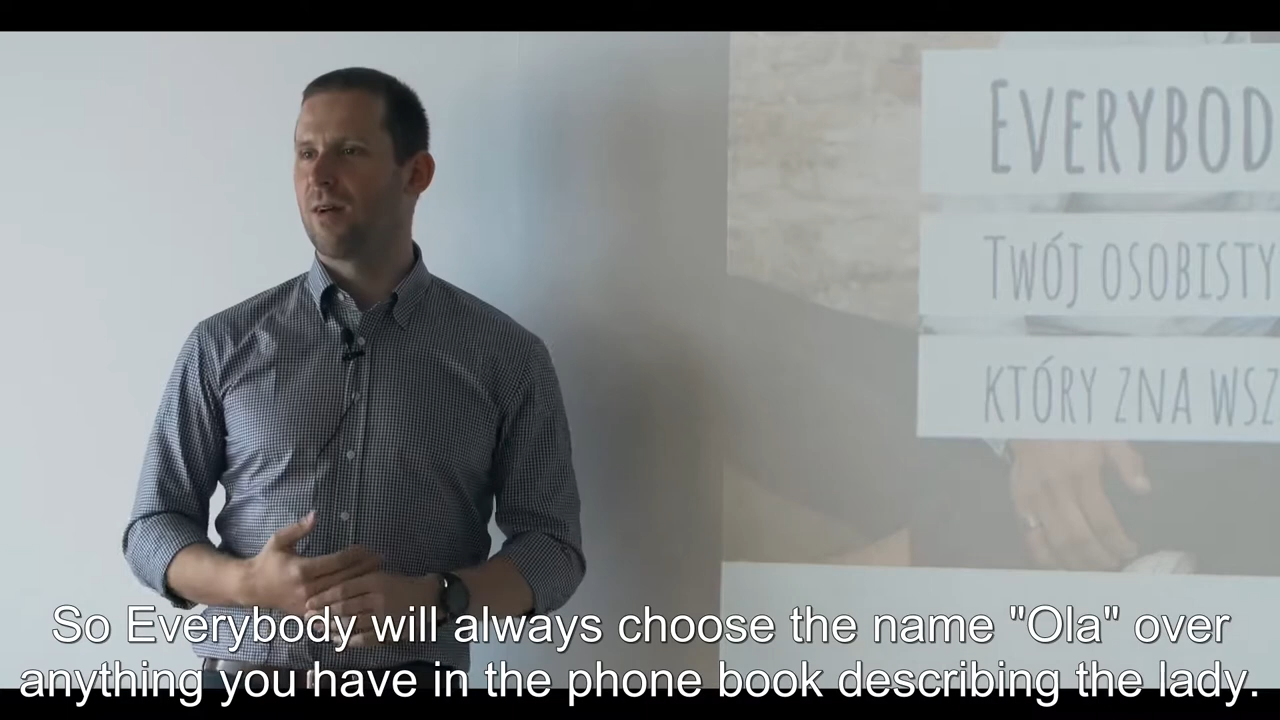 EVERYBOD
TWÓJ OSOBISTY
KTÓRY ZNA WSZ
So Everybody will always choose the name "Ola" over
anything you have in the phone book describing the lady.